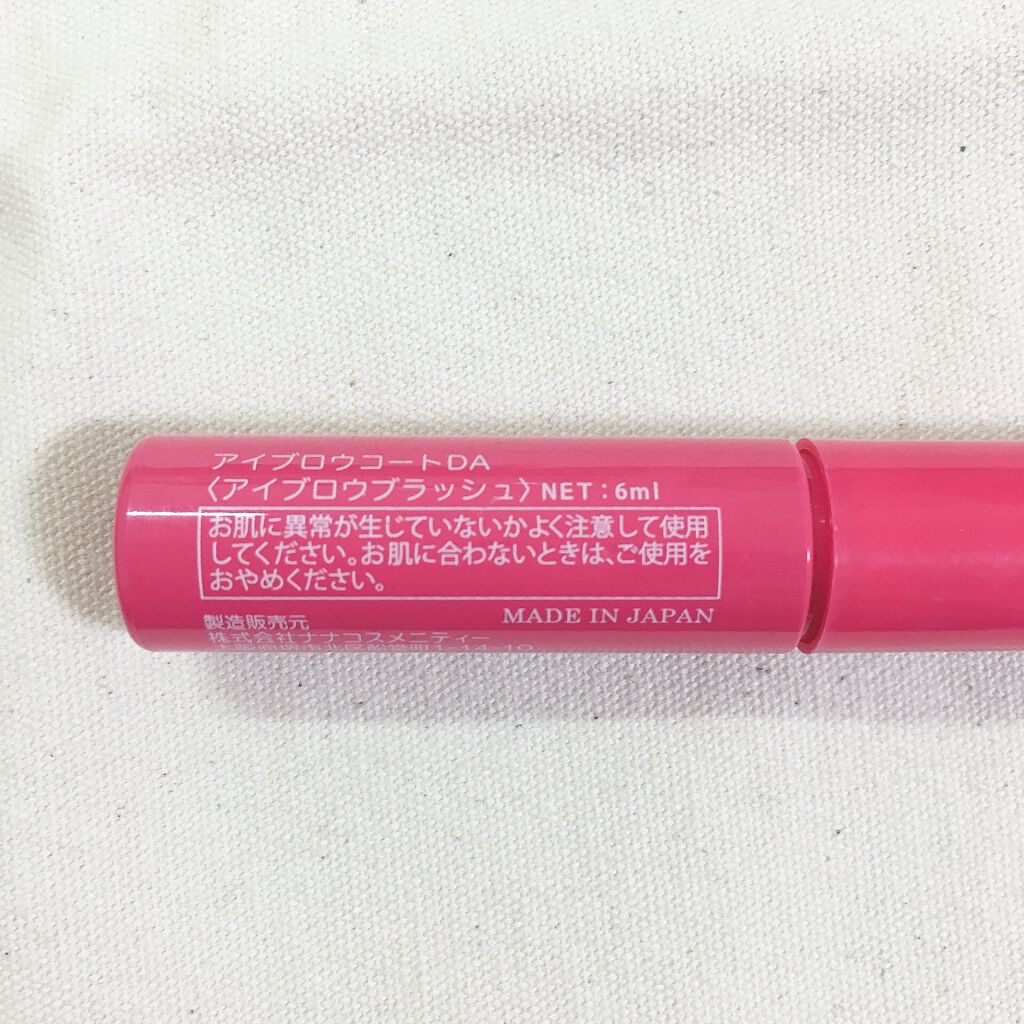 アイブロウコートDA
〈アイブロウブラッシュ〉NET：6ml
お肌に異常が生じていないかよく注意して使用
してください。お肌に合わないときは、ご使用を
おやめください。
製造販売元
MADE IN JAPAN
株式会社ナナコスメニティー
1-14-10